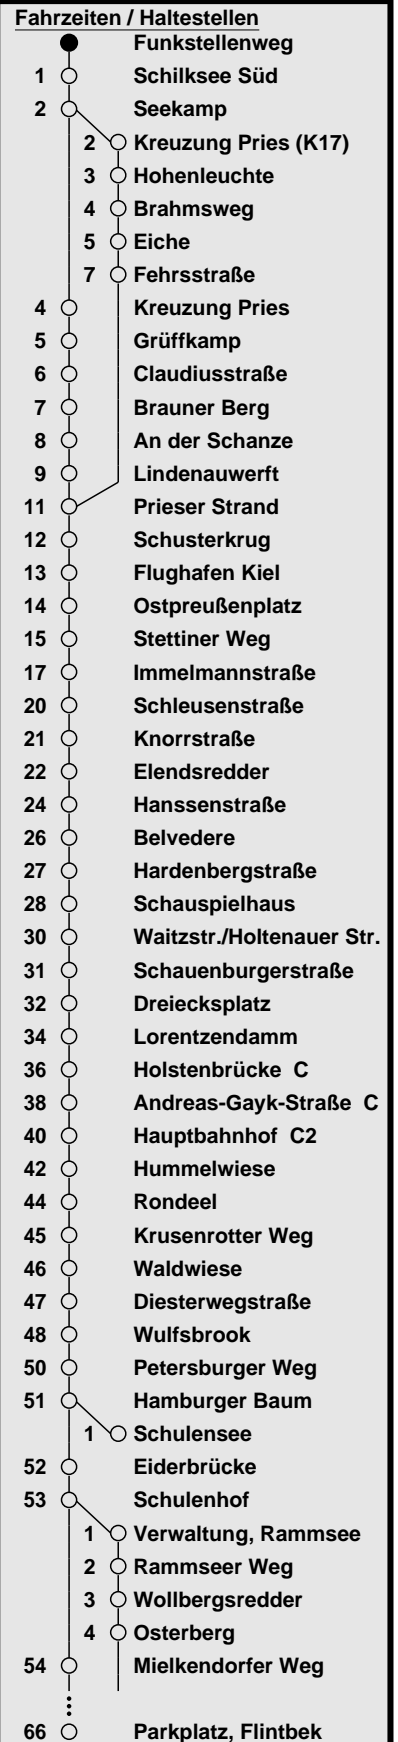 Fahrzeiten / Haltestellen
Funkstellenweg
1 Schilksee Süd
2 Seekamp
2 Kreuzung Pries (K17)
3 Hohenleuchte
4 Brahmsweg
5 Eiche
7 Fehrsstraße
4 Kreuzung Pries
5 Grüffkamp
6 Claudiusstraße
7 Brauner Berg
8 An der Schanze
9 Lindenauwerft
11 Prieser Strand
12 Schusterkrug
13 Flughafen Kiel
14 Ostpreußenplatz
15 Stettiner Weg
17 Immelmannstraße
20 Schleusenstraße
21 Knorrstraße
22 Elendsredder
24 Hanssenstraße
26 Belvedere
27 Hardenbergstraße
28 Schauspielhaus
30 Waitzstr./Holtenauer Str.
31 Schauenburgerstraße
32 Dreiecksplatz
34 Lorentzendamm
36 Holstenbrücke C
38 Andreas-Gayk-Straße C
40 Hauptbahnhof C2
42 Hummelwiese
44 Rondeel
45 Krusenrotter Weg
46 Waldwiese
47 Diesterwegstraße
48 Wulfsbrook
50 Petersburger Weg
51 Hamburger Baum
1 Schulensee
52 Eiderbrücke
53 Schulenhof
1 Verwaltung, Rammsee
2 Rammseer Weg
3 Wollbergsredder
4 Osterberg
54 Mielkendorfer Weg
66 Parkplatz, Flintbek